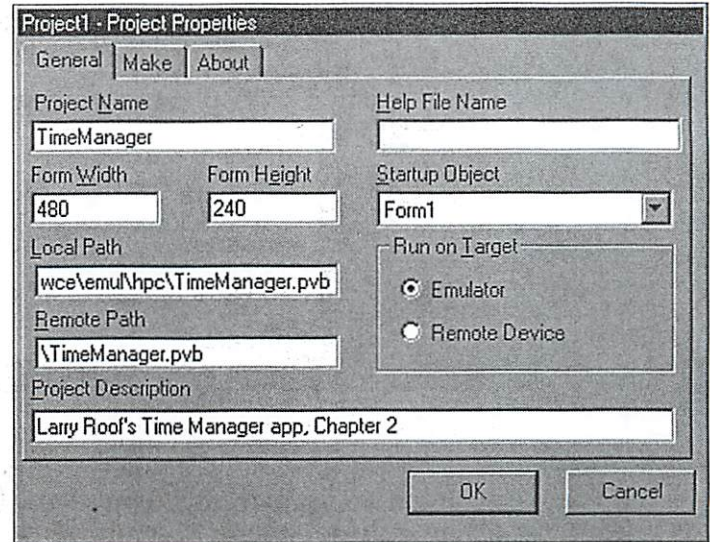 Project1 - Project Properties
General Make About
Project Name
TimeManager
Help File Name
Form Width Form Height
480 240
Startup Object
Form1
Local Path
wce\emul\hpc\TimeManager.pvb
Remote Path
\TimeManager.pvb
Run on Target
Emulator
Remote Device
Project Description
Larry Roof's Time Manager app, Chapter 2
OK Cancel